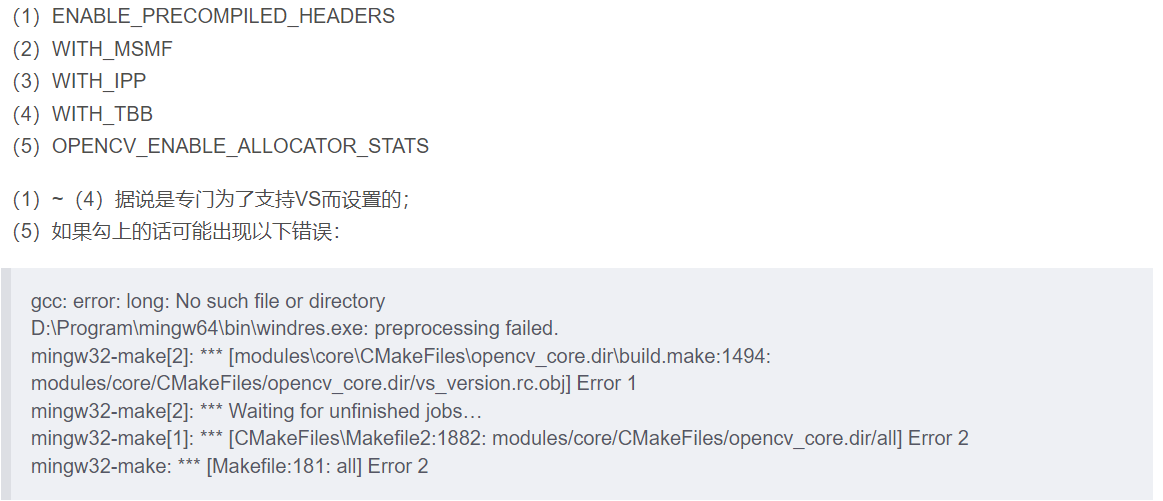 （1）ENABLE_PRECOMPILED_HEADERS
（2）WITH_MSMF
（3）WITH_IPP
（4）WITH_TBB
（5）OPENCV_ENABLE_ALLOCATOR_STATS
（1）~（4）据说是专门为了支持VS而设置的；
（5）如果勾上的话可能出现以下错误：
gcc: error: long: No such file or directory
D:\Program\mingw64\bin\windres.exe: preprocessing failed.
mingw32-make[2]: *** [modules\core\CMakeFiles\opencv_core.dir\build.make:1494:
modules/core/CMakeFiles/opencv_core.dir/vs_version.rc.obj] Error 1
mingw32-make[2]: *** Waiting for unfinished jobs…
mingw32-make[1]: *** [CMakeFiles\Makefile2:1882: modules/core/CMakeFiles/opencv_core.dir/all] Error 2
mingw32-make: *** [Makefile:181: all] Error 2